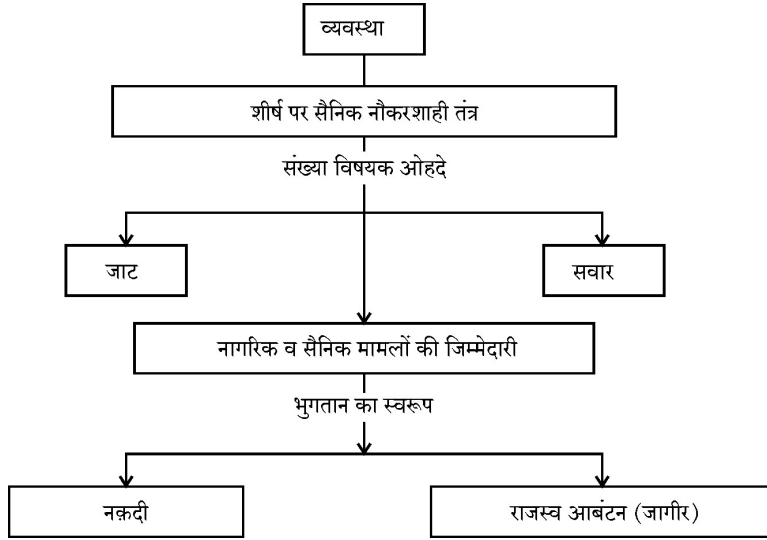 व्यवस्था
शीर्ष पर सैनिक नौकरशाही तंत्र
संख्या विषयक ओहदे
जाट
सवार
नागरिक व सैनिक मामलों की जिम्मेदारी
भुगतान का स्वरूप
नक़दी
राजस्व आबंटन (जागीर)